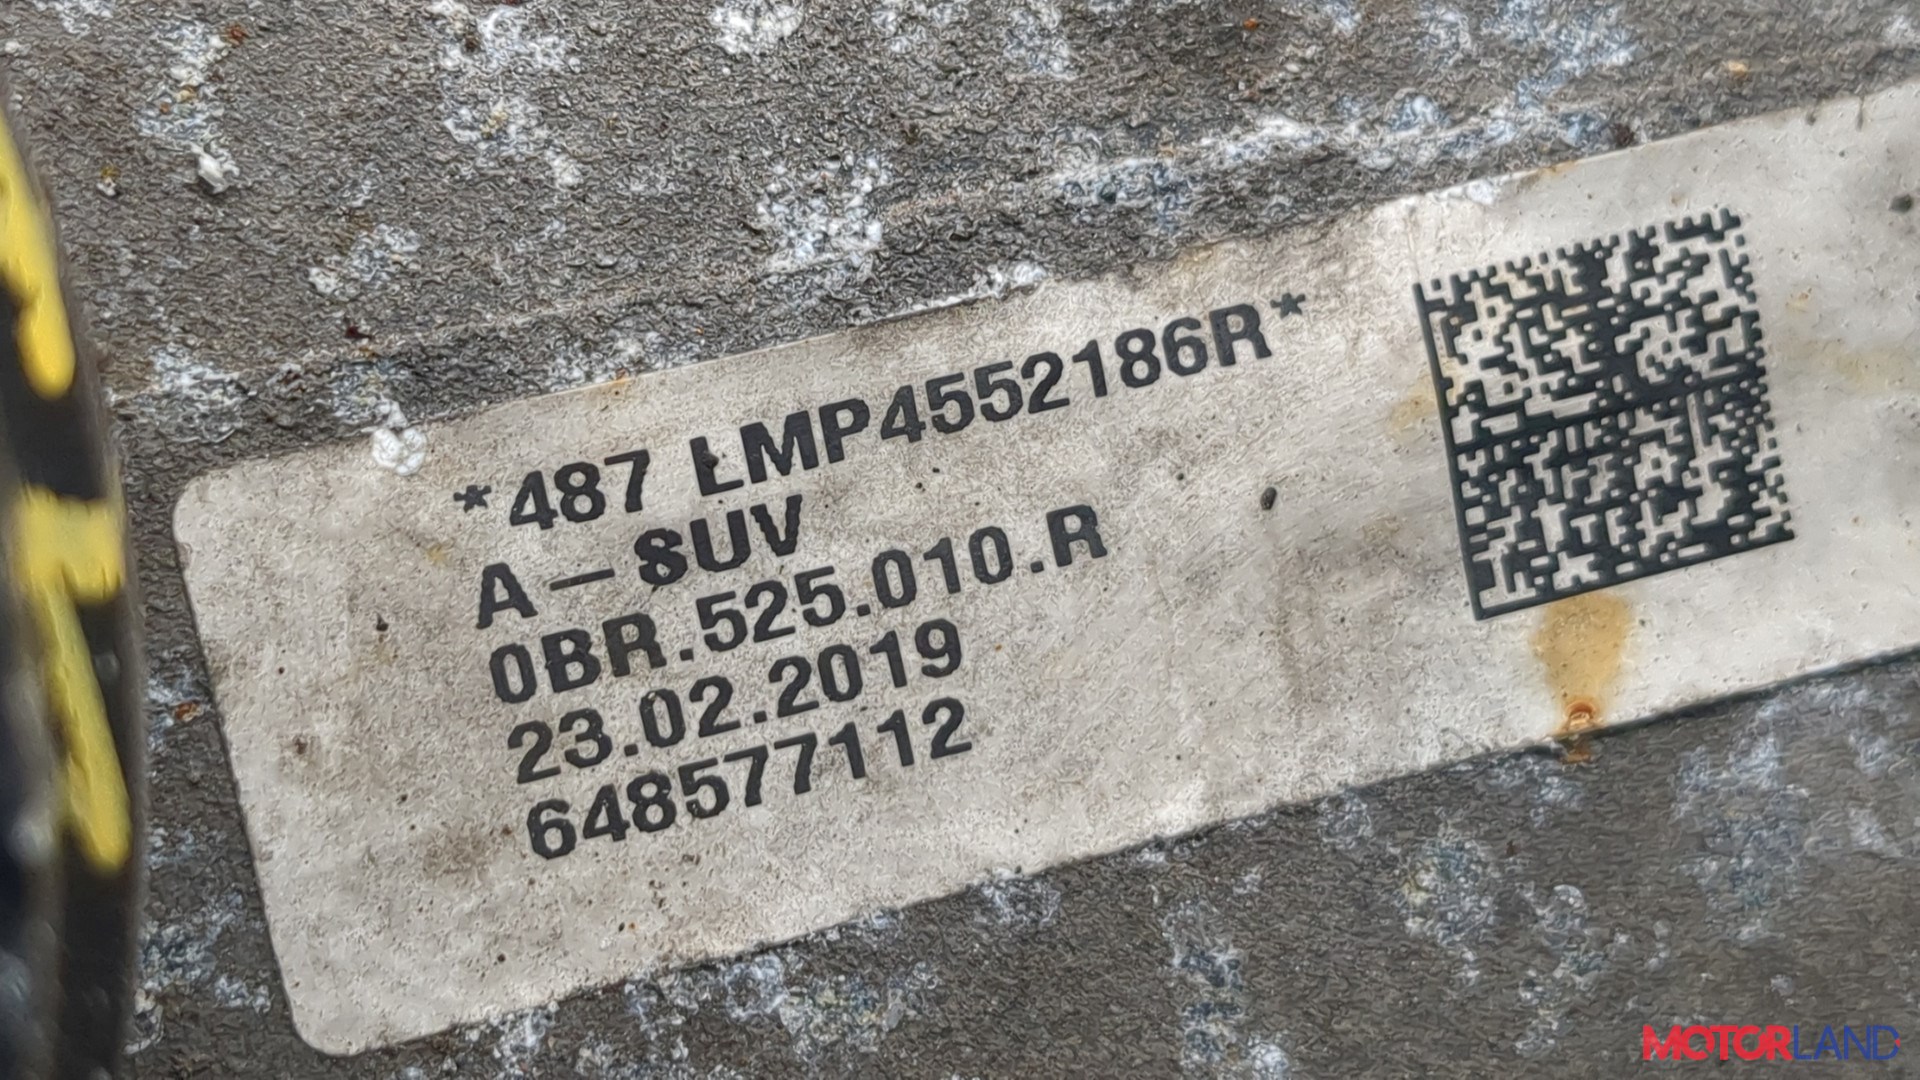 *487 LMP4552186R*
A-SUV
0BR.525.010.R
23.02.2019
648577112
MOTORLAND